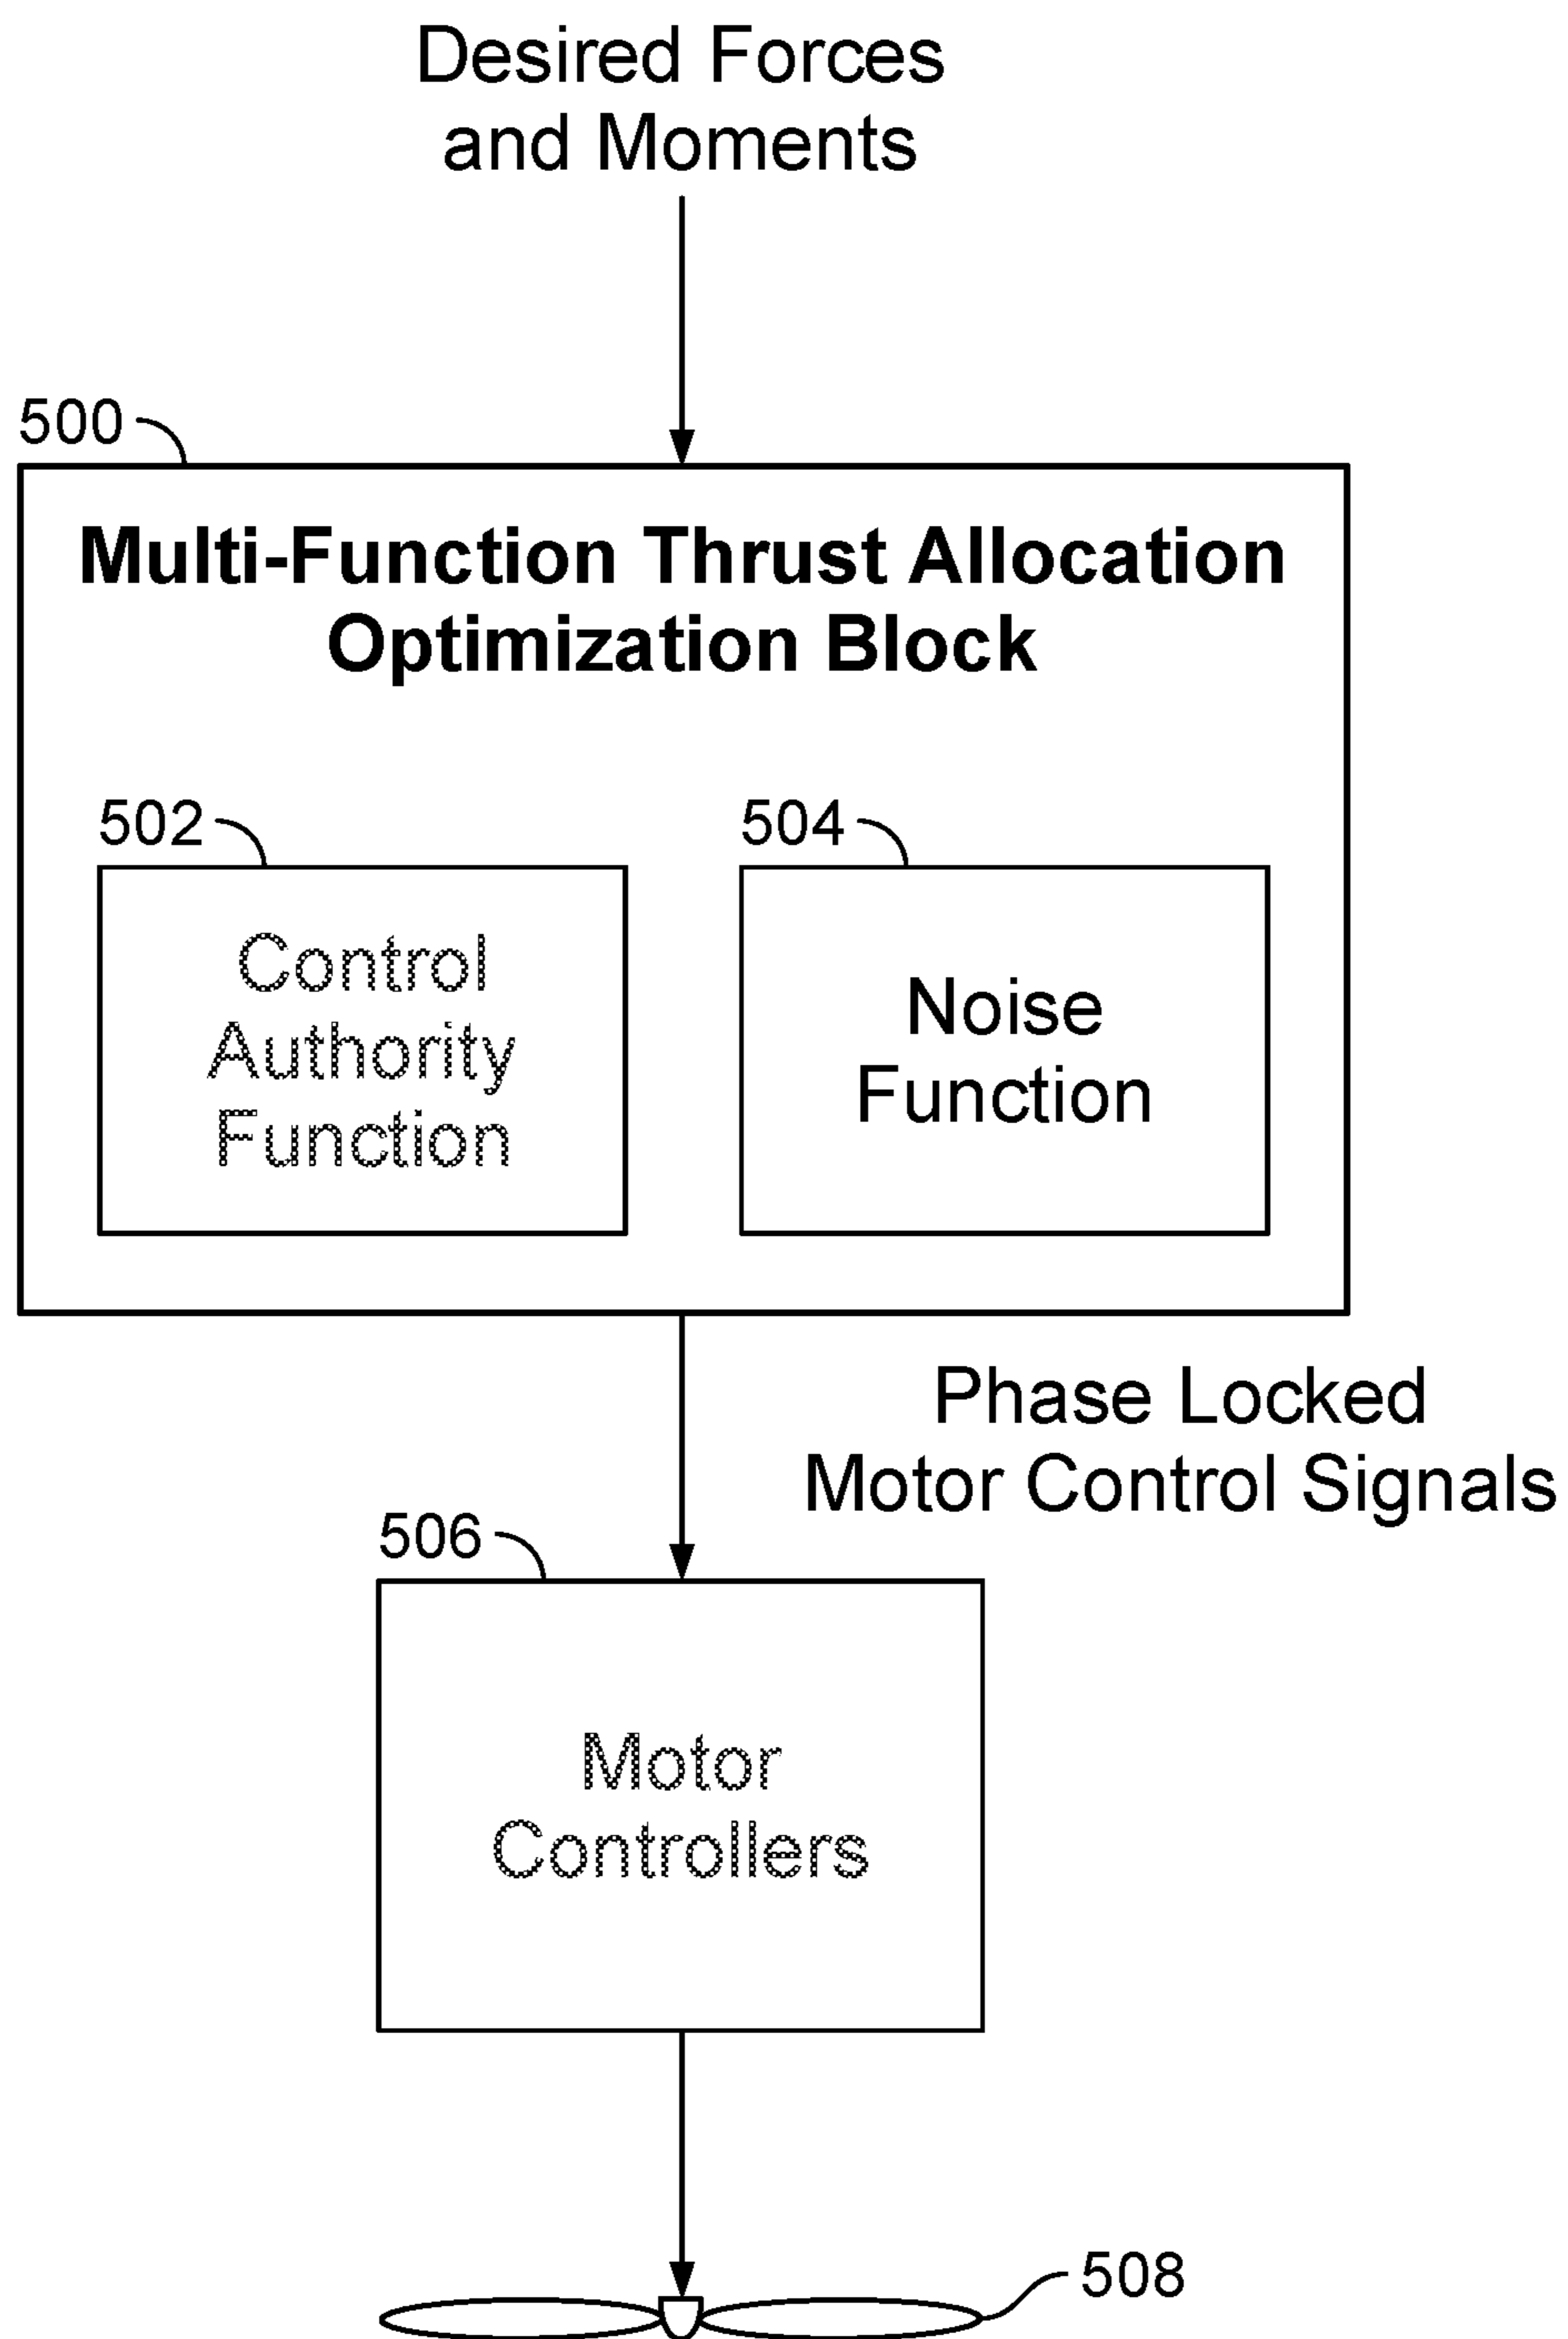 Desired Forces
and Moments
500
Multi-Function Thrust Allocation
Optimization Block
502
504
Control
Authority
Function
Noise
Function
Phase Locked
Motor Control Signals
506
Motor
Controllers
508